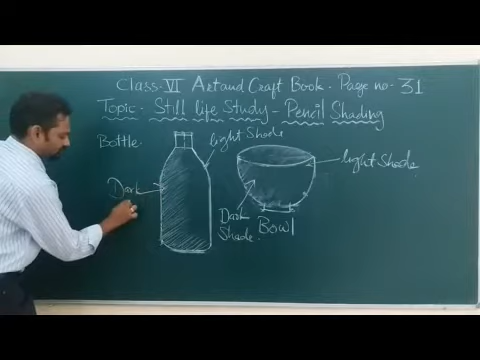 Class. VI Art and Craft Book. Page no. 31
Topic. Still life Study - Pencil Shading
Bottle.
light Shade
light Shade
Dark
Dark
Shade.
Bowl